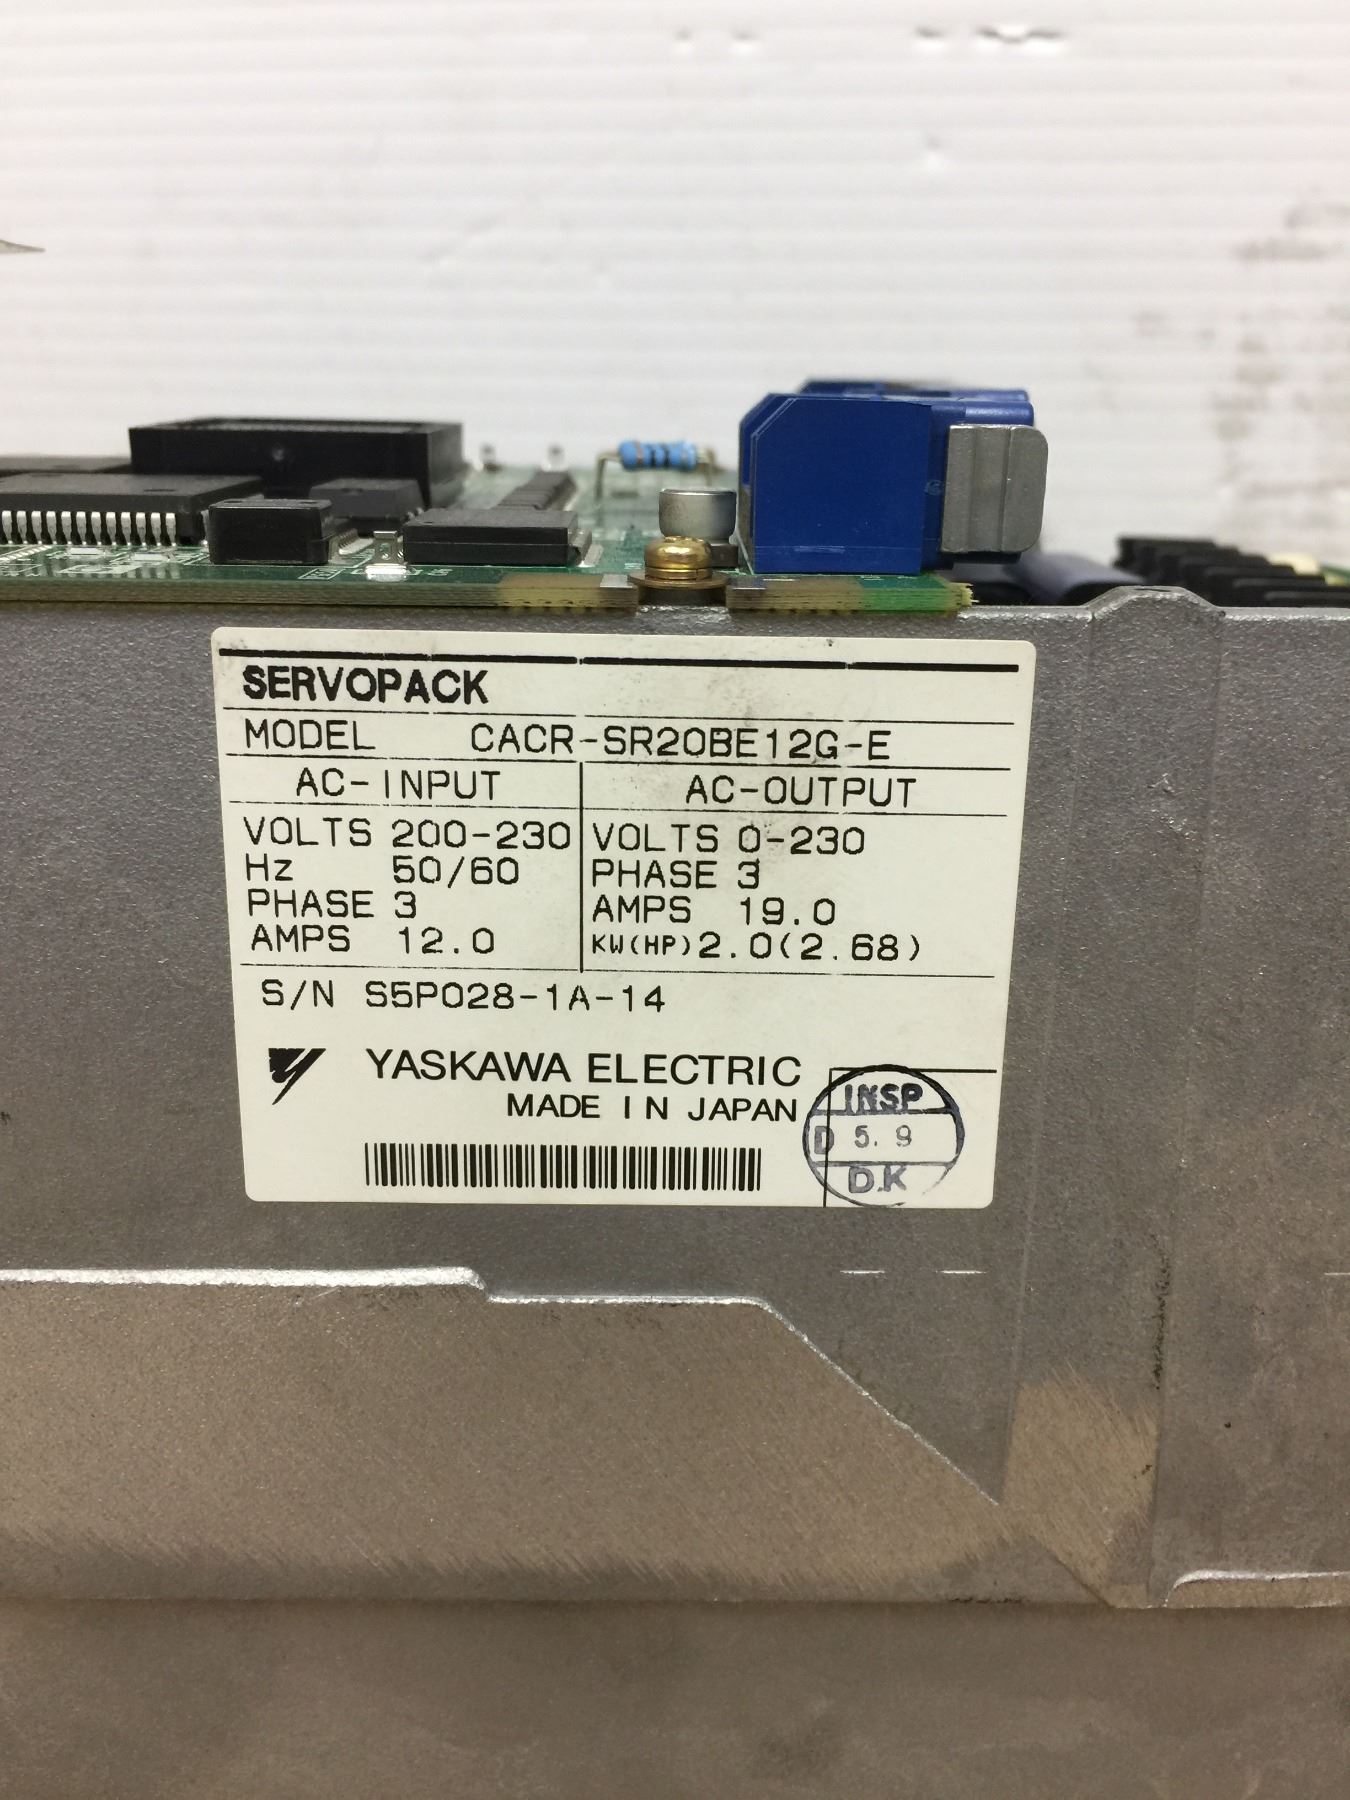 SERVOPACK
MODEL CACR-SR20BE12G-E
AC-INPUT AC-OUTPUT
VOLTS 200-230 VOLTS 0-230
Hz 50/60 PHASE 3
PHASE 3 AMPS 19.0
AMPS 12.0 KW(HP)2.0(2.68)
S/N S5P028-1A-14
YASKAWA ELECTRIC
MADE IN JAPAN
INSP
D 5. 9
D.K